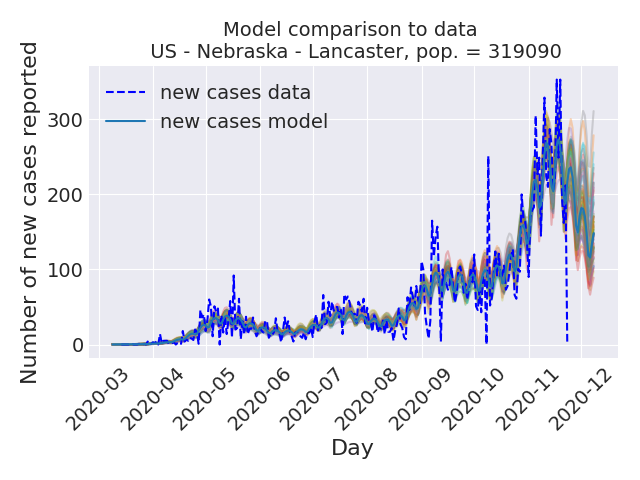 Model comparison to data
US - Nebraska - Lancaster, pop. = 319090
Number of new cases reported
new cases data
new cases model
300
200
100
0
2020-03
2020-04
2020-05
2020-06
2020-07
2020-08
2020-09
2020-10
2020-11
2020-12
Day